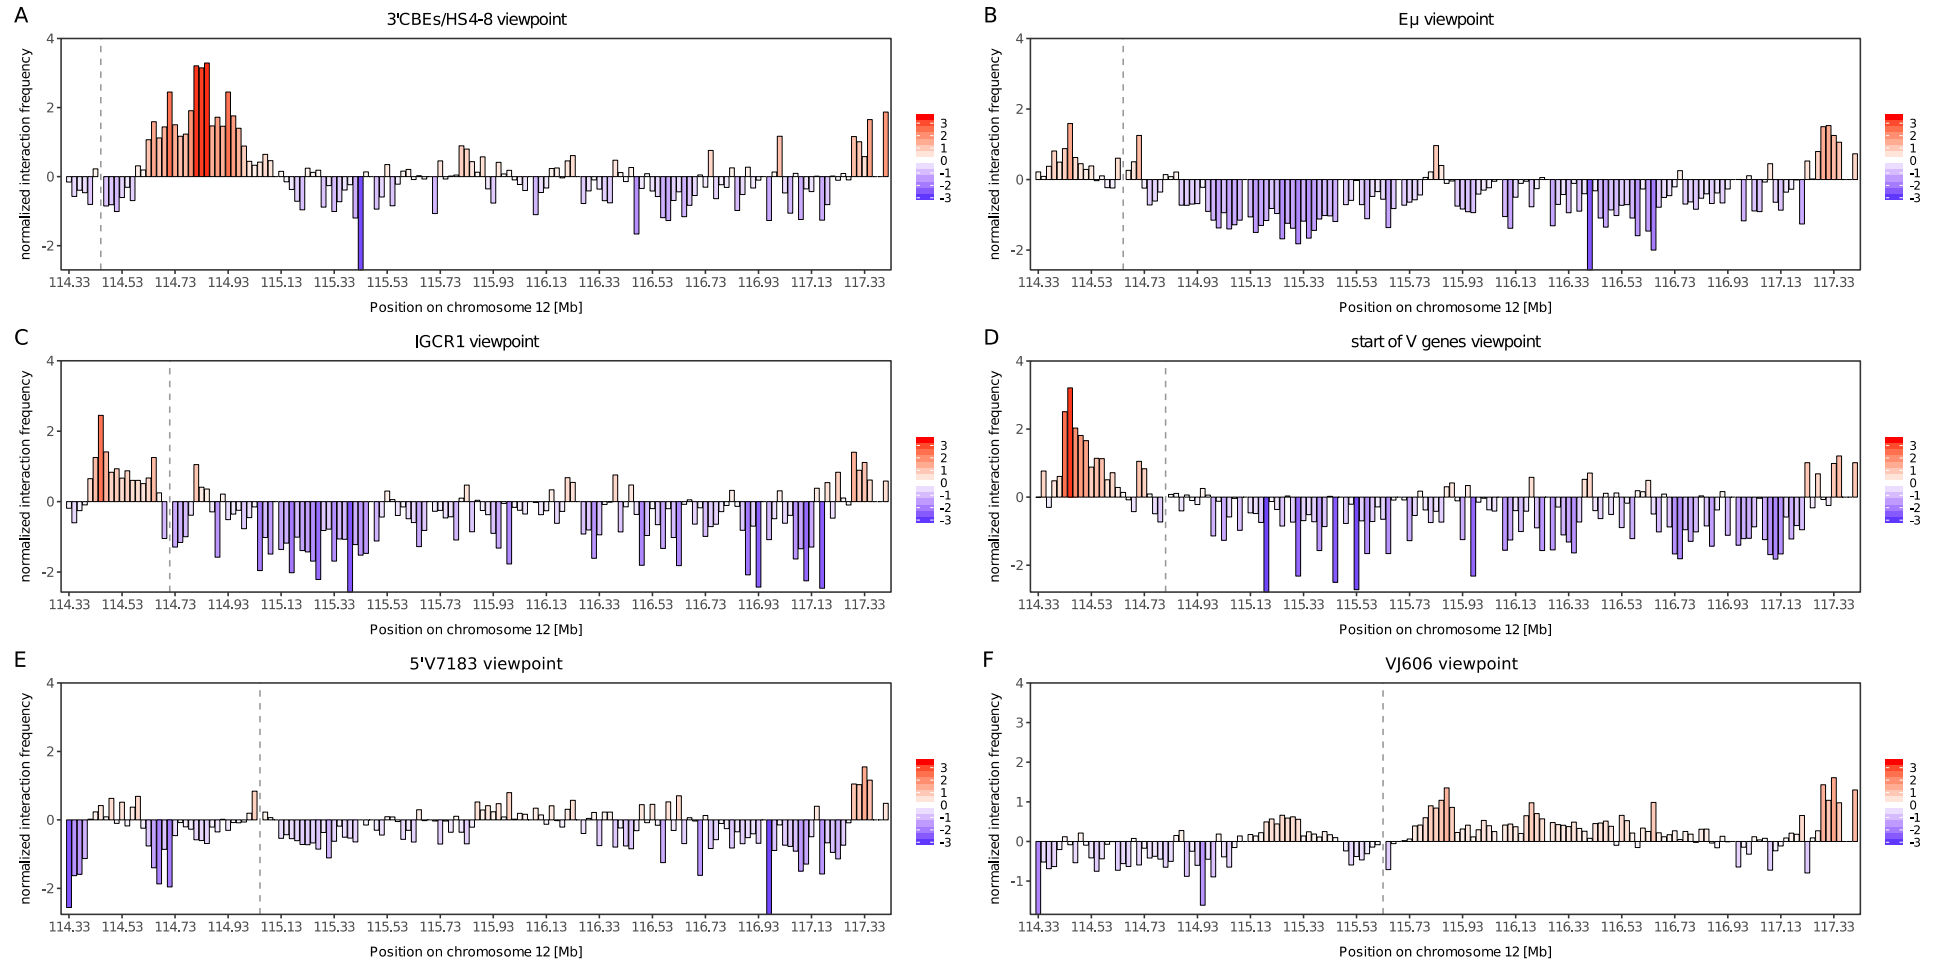 A
3'CBEs/HS4-8 viewpoint
normalized interaction frequency
4
2
0
-2
114.33 114.53 114.73 114.93 115.13 115.33 115.53 115.73 115.93 116.13 116.33 116.53 116.73 116.93 117.13 117.33
Position on chromosome 12 [Mb]
3
2
1
0
-1
-2
-3
B
Eµ viewpoint
normalized interaction frequency
4
2
0
-2
114.33 114.53 114.73 114.93 115.13 115.33 115.53 115.73 115.93 116.13 116.33 116.53 116.73 116.93 117.13 117.33
Position on chromosome 12 [Mb]
3
2
1
0
-1
-2
-3
C
IGCR1 viewpoint
normalized interaction frequency
4
2
0
-2
114.33 114.53 114.73 114.93 115.13 115.33 115.53 115.73 115.93 116.13 116.33 116.53 116.73 116.93 117.13 117.33
Position on chromosome 12 [Mb]
3
2
1
0
-1
-2
-3
D
start of V genes viewpoint
normalized interaction frequency
4
2
0
-2
114.33 114.53 114.73 114.93 115.13 115.33 115.53 115.73 115.93 116.13 116.33 116.53 116.73 116.93 117.13 117.33
Position on chromosome 12 [Mb]
3
2
1
0
-1
-2
-3
E
5'V7183 viewpoint
normalized interaction frequency
4
2
0
-2
114.33 114.53 114.73 114.93 115.13 115.33 115.53 115.73 115.93 116.13 116.33 116.53 116.73 116.93 117.13 117.33
Position on chromosome 12 [Mb]
3
2
1
0
-1
-2
-3
F
VJ606 viewpoint
normalized interaction frequency
4
3
2
1
0
-1
114.33 114.53 114.73 114.93 115.13 115.33 115.53 115.73 115.93 116.13 116.33 116.53 116.73 116.93 117.13 117.33
Position on chromosome 12 [Mb]
3
2
1
0
-1
-2
-3